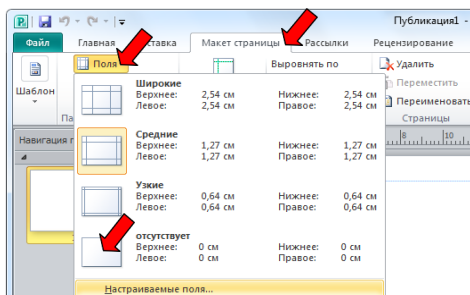 Публикация1 -
Файл Главная Вставка Макет страницы Рассылки Рецензирование
Поля Выровнять по Удалить
Шаблон Переместить
Переименовать
Страницы
Навигация 8 10
Широкие
Верхнее: 2,54 см Нижнее: 2,54 см
Левое: 2,54 см Правое: 2,54 см
Средние
Верхнее: 1,27 см Нижнее: 1,27 см
Левое: 1,27 см Правое: 1,27 см
Узкие
Верхнее: 0,64 см Нижнее: 0,64 см
Левое: 0,64 см Правое: 0,64 см
отсутствует
Верхнее: 0 см Нижнее: 0 см
Левое: 0 см Правое: 0 см
Настраиваемые поля...